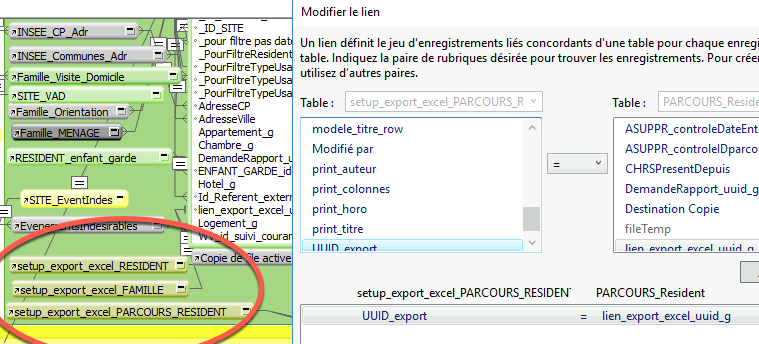 INSEE_CP_Adr
INSEE_Communes_Adr
Famille_Visite_Domicile
SITE_VAD
Famille_Orientation
Famille_MENAGE
RESIDENT_enfant_garde
SITE_EventIndes
EvenementsIndesirables
setup_export_excel_RESIDENT
setup_export_excel_FAMILLE
setup_export_excel_PARCOURS_RESIDENT
_ID_SITE
_pour filtre pas date
_PourFiltreResident
_PourFiltreTypeUsa
_PourFiltreTypeUsa
_PourFiltreTypeUsa
AdresseCP
AdresseVille
Appartement_g
Chambre_g
DemandeRapport_u
ENFANT_GARDE_id
Hotel_g
Id_Referent_extern
lien_export_excel_u
Logement_g
WV_id_suivi_couran
Copie de file active
Modifier le lien
Un lien définit le jeu d'enregistrements liés concordants d'une table pour chaque enregi
table. Indiquez la paire de rubriques désirée pour trouver les enregistrements. Pour créer
utilisez d'autres paires.
Table : setup_export_excel_PARCOURS_RES
Table : PARCOURS_Resident
modele_titre_row
Modifié par
print_auteur
print_colonnes
print_horo
print_titre
UUID_export
=
ASUPPR_controleDateEnt
ASUPPR_controleIDparco
CHRSPresentDepuis
DemandeRapport_uuid_g
Destination Copie
fileTemp
lien_export_excel_uuid_g
setup_export_excel_PARCOURS_RESIDENT PARCOURS_Resident
UUID_export = lien_export_excel_uuid_g